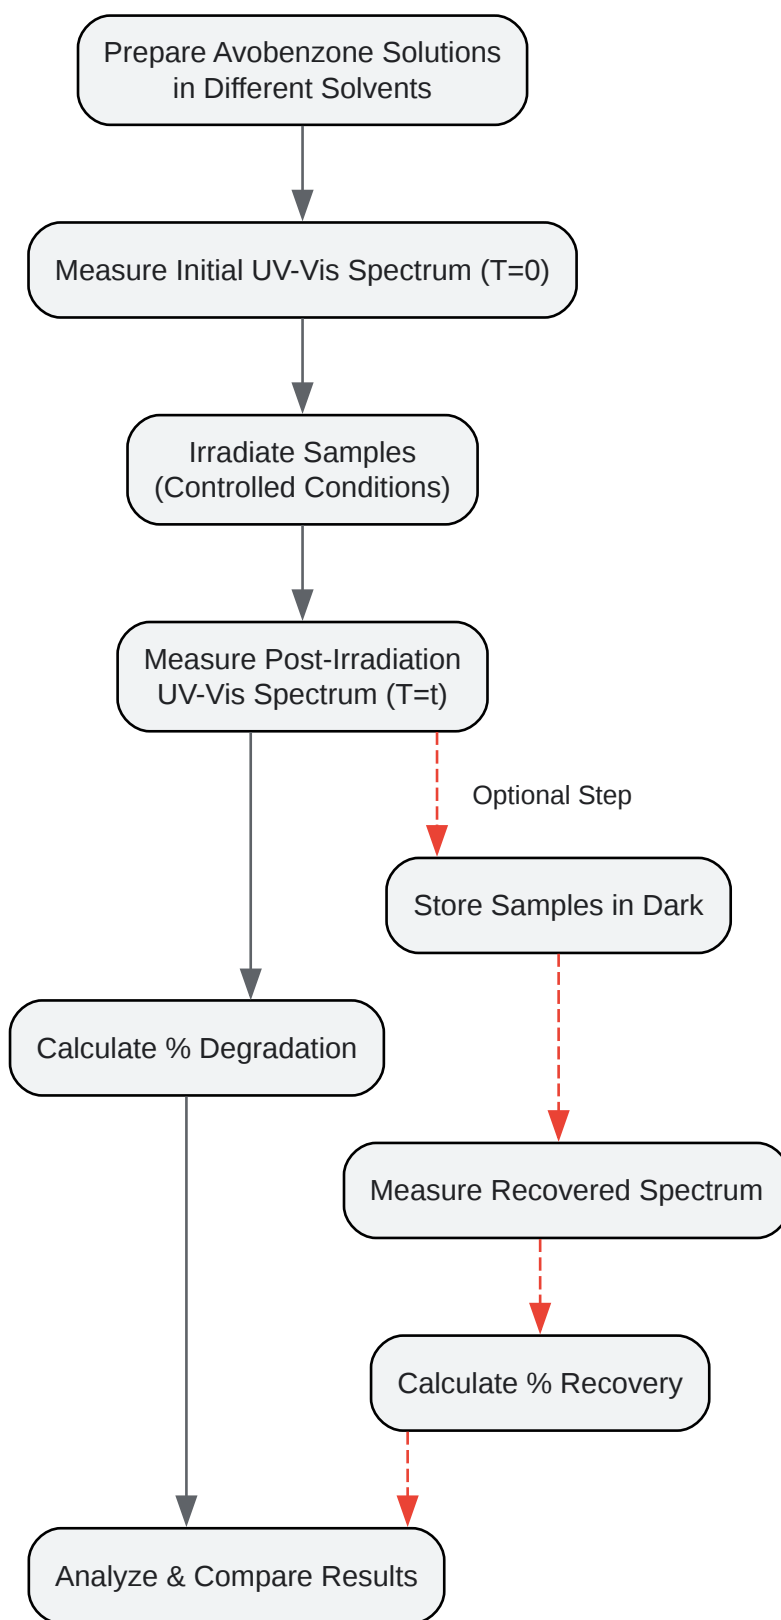 Prepare Avobenzone Solutions
in Different Solvents
Measure Initial UV-Vis Spectrum (T=0)
Irradiate Samples
(Controlled Conditions)
Measure Post-Irradiation
UV-Vis Spectrum (T=t)
Optional Step
Store Samples in Dark
Calculate % Degradation
Measure Recovered Spectrum
Calculate % Recovery
Analyze & Compare Results